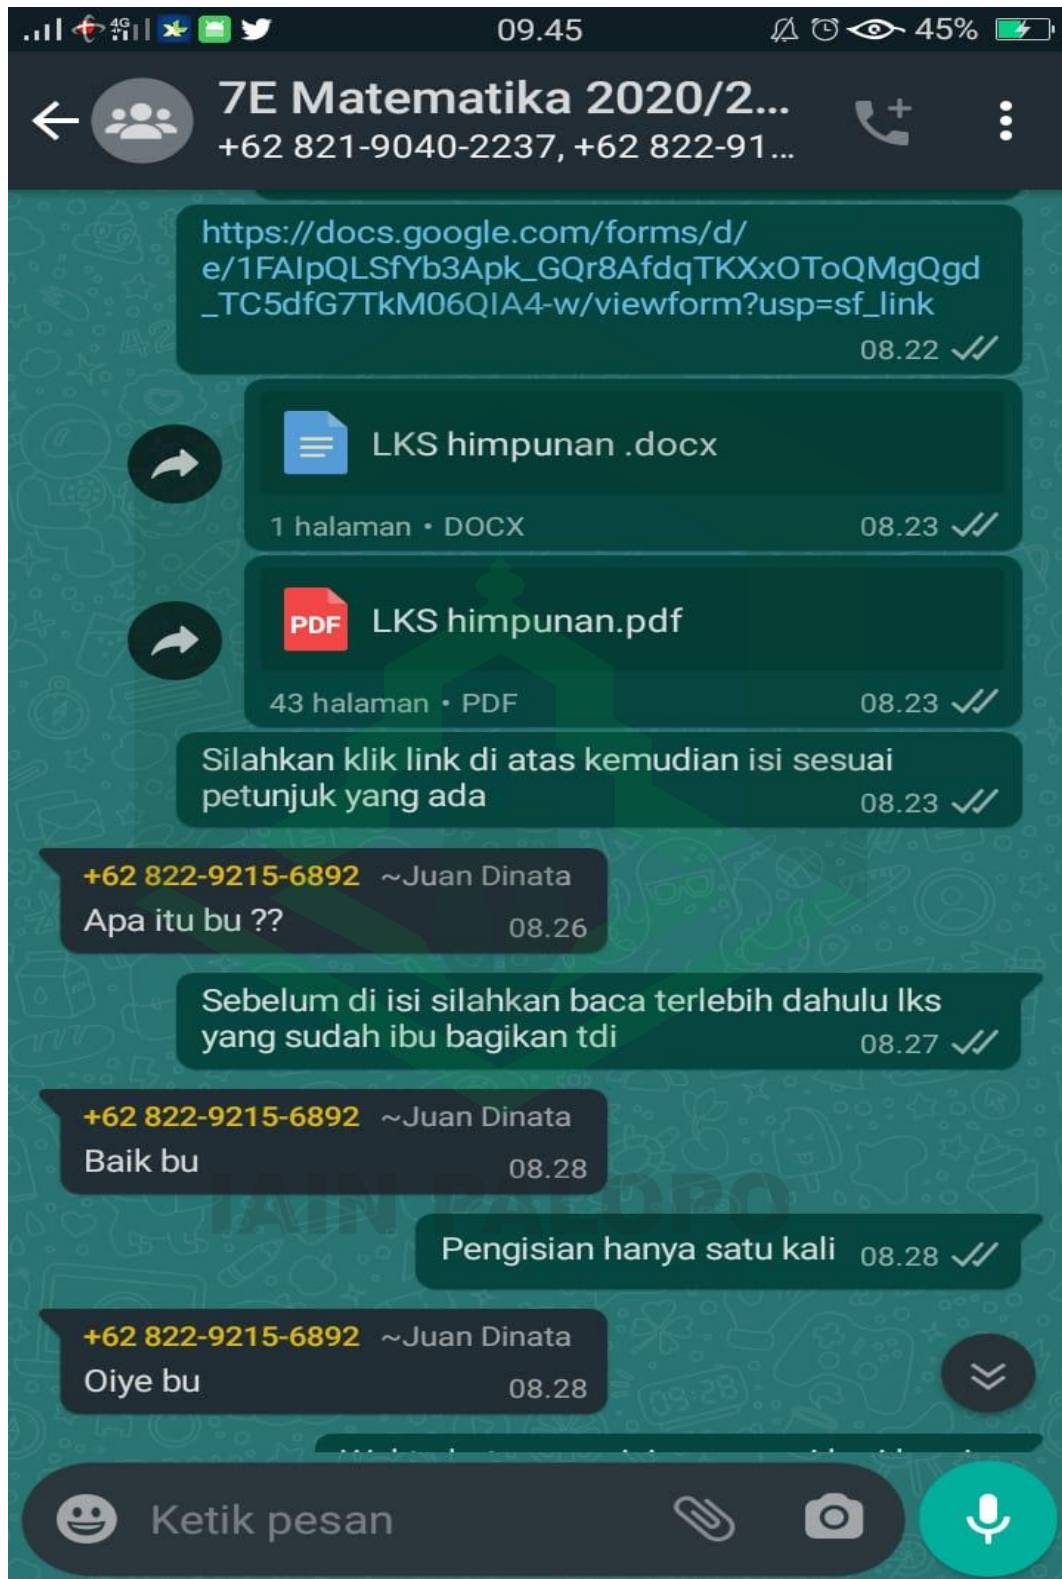 4G 09.45 45%
7E Matematika 2020/2...
+62 821-9040-2237, +62 822-91...
https://docs.google.com/forms/d/
e/1FAIpQLSfYb3Apk_GQr8AfdqTKXxOToQMgQgd
_TC5dfG7TkM06QIA4-w/viewform?usp=sf_link
08.22
LKS himpunan .docx
1 halaman • DOCX 08.23
PDF LKS himpunan.pdf
43 halaman • PDF 08.23
Silahkan klik link di atas kemudian isi sesuai
petunjuk yang ada 08.23
+62 822-9215-6892 ~Juan Dinata
Apa itu bu ?? 08.26
Sebelum di isi silahkan baca terlebih dahulu lks
yang sudah ibu bagikan tdi 08.27
+62 822-9215-6892 ~Juan Dinata
Baik bu 08.28
IAIN PALOPO
Pengisian hanya satu kali 08.28
+62 822-9215-6892 ~Juan Dinata
Oiye bu 08.28
Ketik pesan